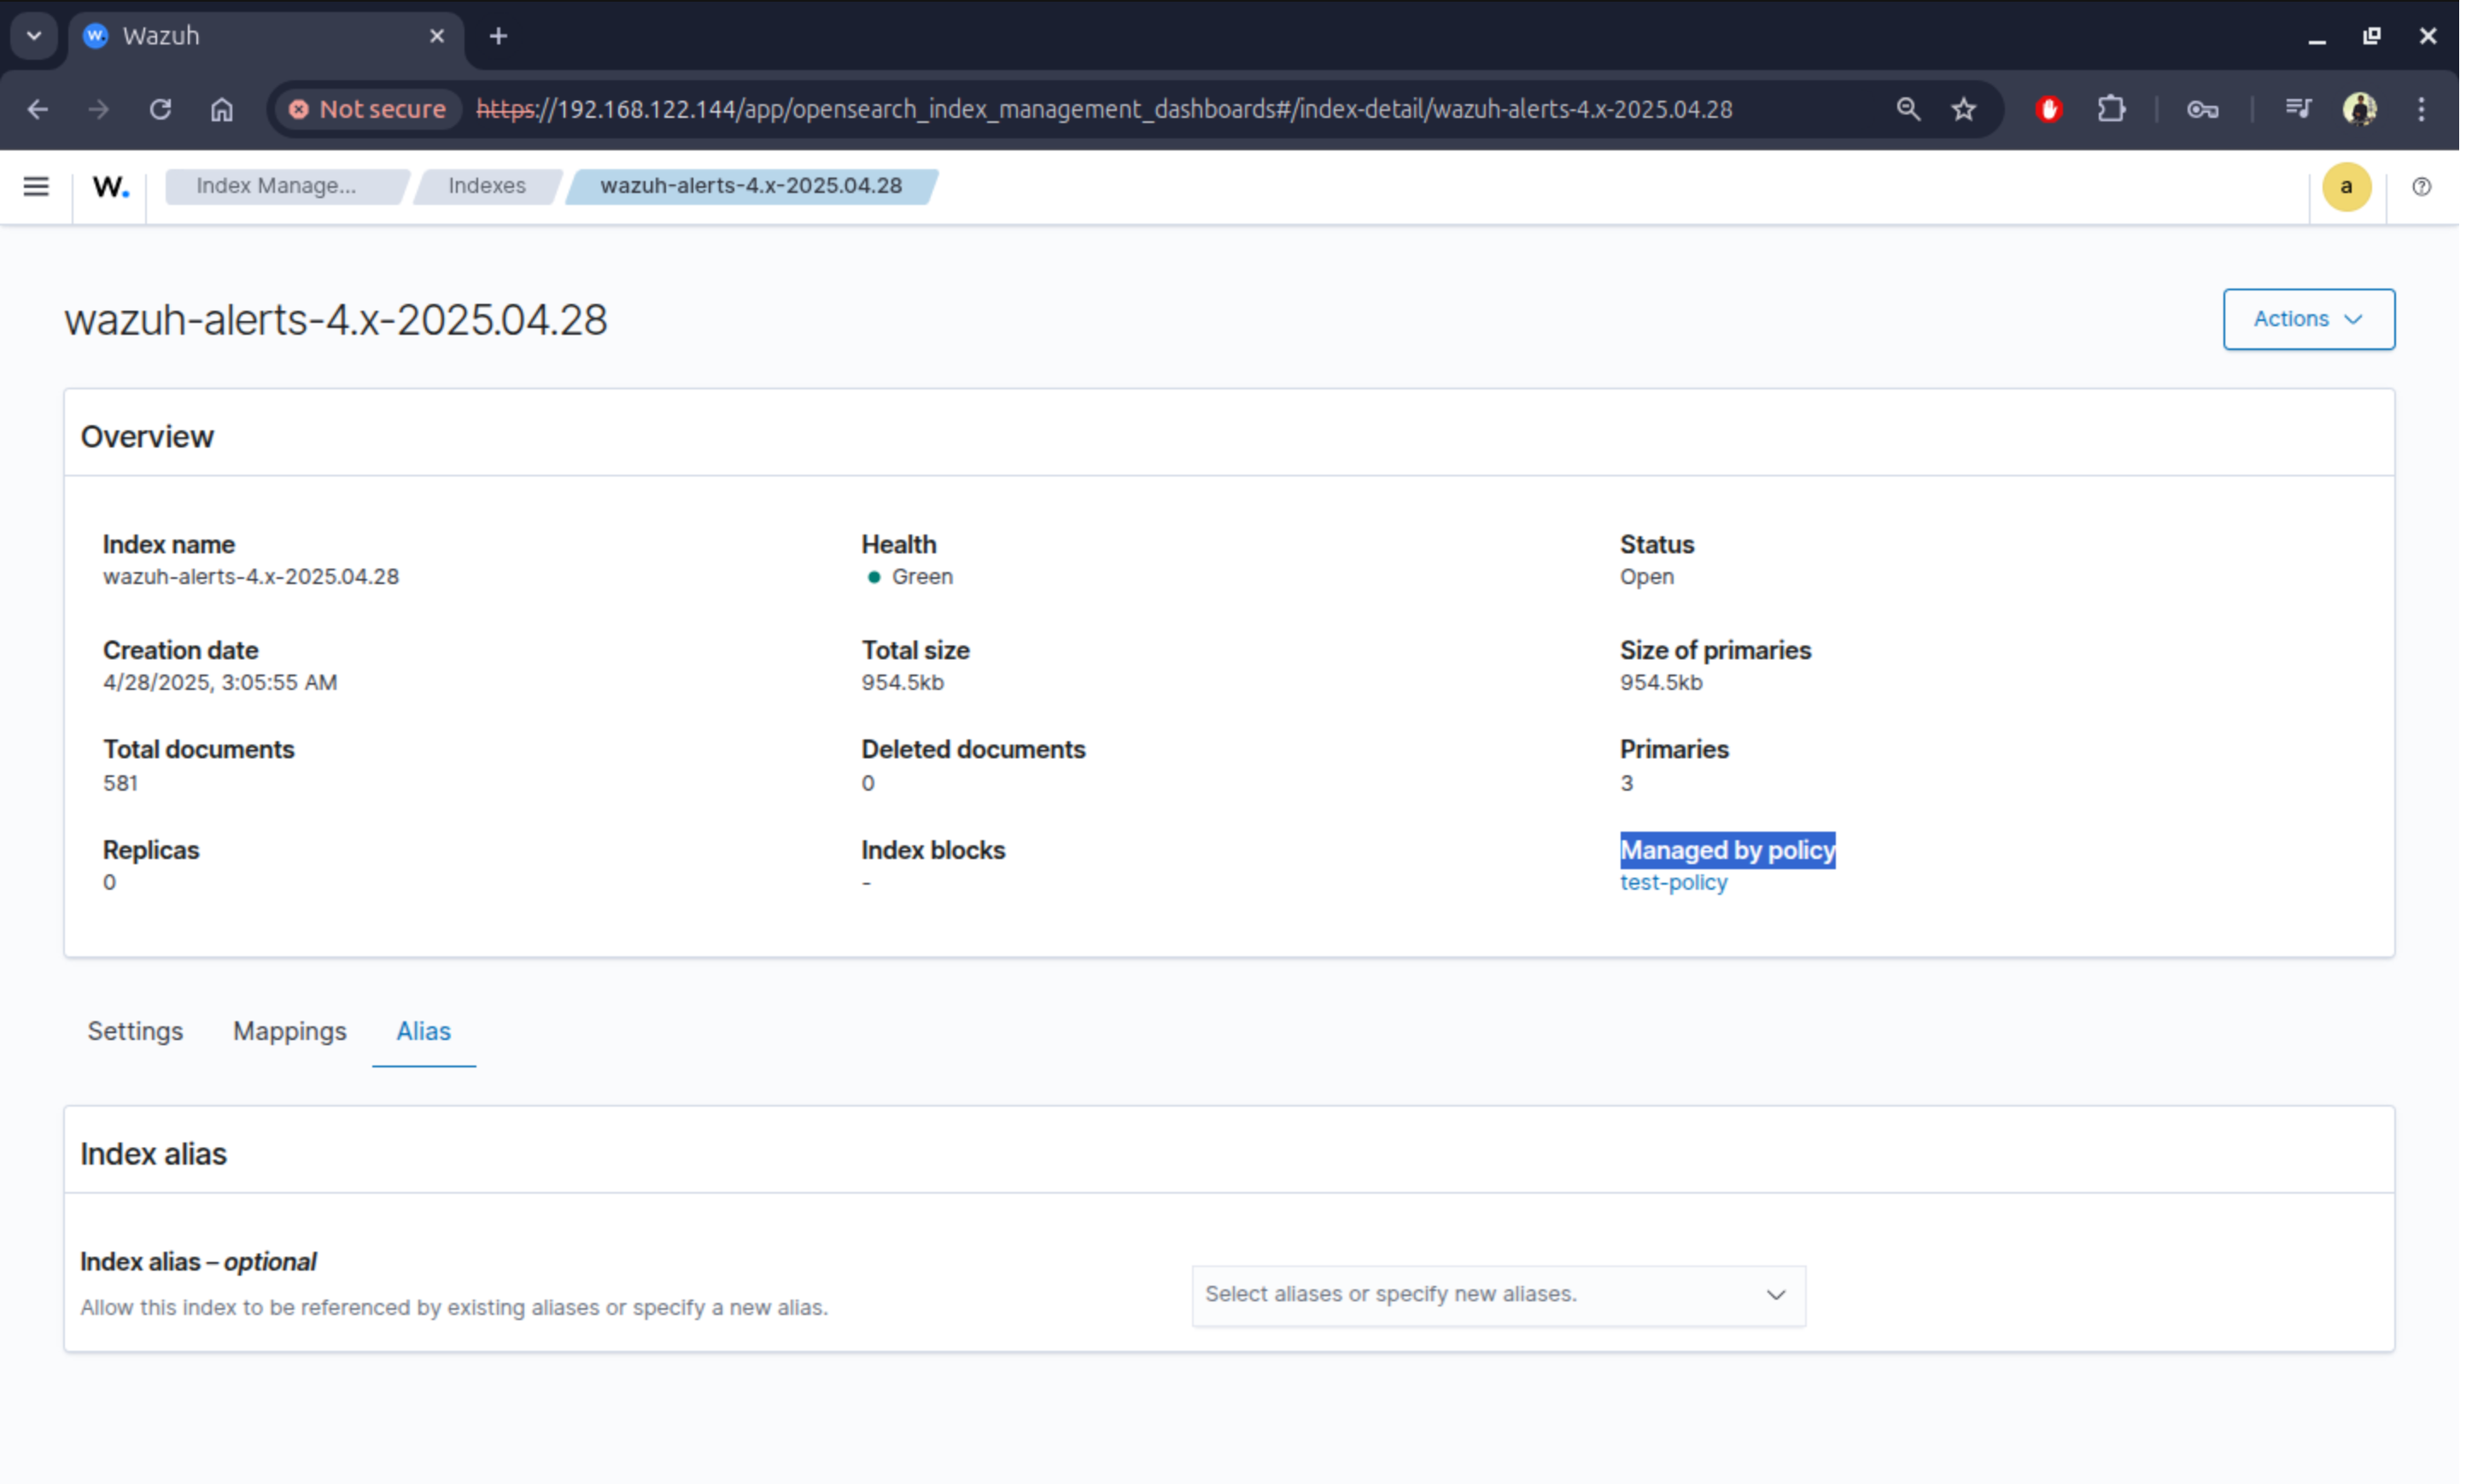 Wazuh
Not secure https://192.168.122.144/app/opensearch_index_management_dashboards#/index-detail/wazuh-alerts-4.x-2025.04.28
W. Index Manage... Indexes wazuh-alerts-4.x-2025.04.28 a
wazuh-alerts-4.x-2025.04.28 Actions
Overview
Index name Health Status
wazuh-alerts-4.x-2025.04.28 Green Open
Creation date Total size Size of primaries
4/28/2025, 3:05:55 AM 954.5kb 954.5kb
Total documents Deleted documents Primaries
581 0 3
Replicas Index blocks Managed by policy
0 - test-policy
Settings Mappings Alias
Index alias
Index alias – optional
Allow this index to be referenced by existing aliases or specify a new alias. Select aliases or specify new aliases.